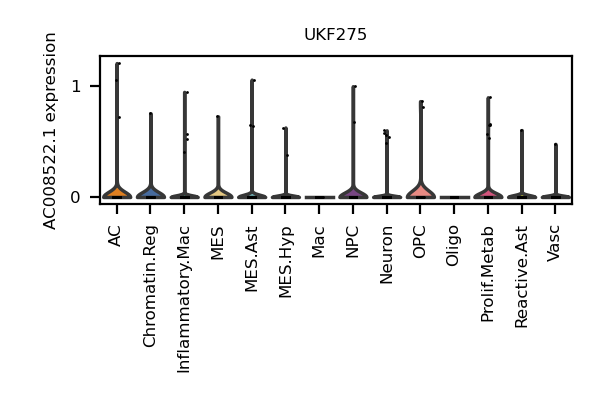 UKF275
AC008522.1 expression
1
0
AC
Chromatin.Reg
Inflammatory.Mac
MES
MES.Ast
MES.Hyp
Mac
NPC
Neuron
OPC
Oligo
Prolif.Metab
Reactive.Ast
Vasc